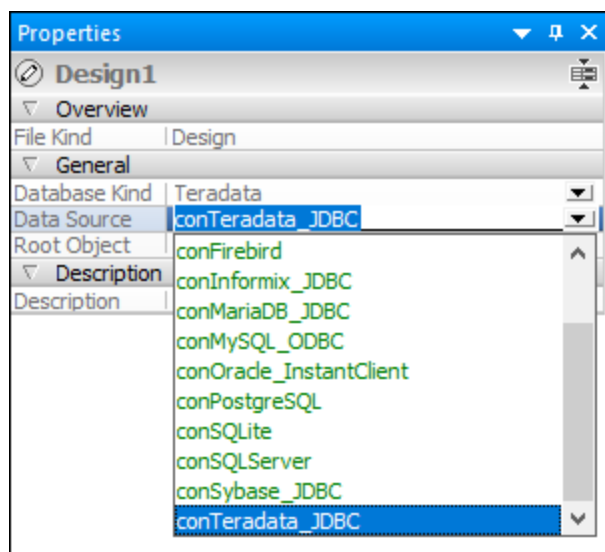 Properties
Design1
Overview
File Kind Design
General
Database Kind Teradata
Data Source conTeradata_JDBC
Root Object
Description
Description
conFirebird
conInformix_JDBC
conMariaDB_JDBC
conMySQL_ODBC
conOracle_InstantClient
conPostgreSQL
conSQLite
conSQLServer
conSybase_JDBC
conTeradata_JDBC